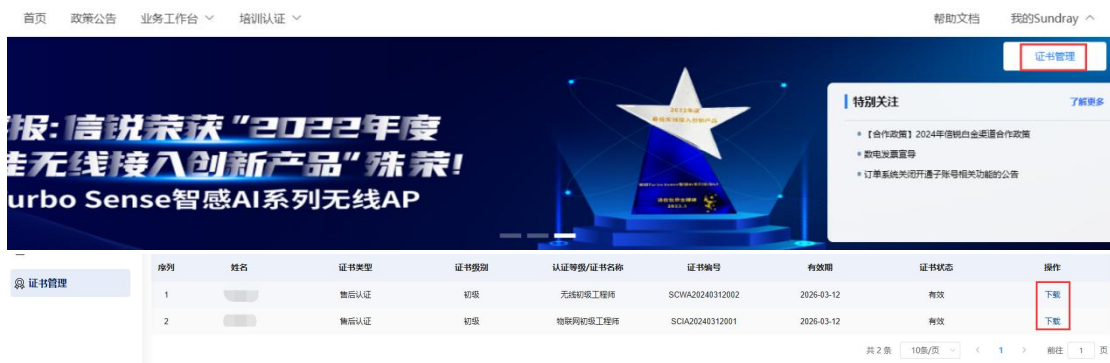 首页 政策公告 业务工作台 培训认证 帮助文档 我的Sundray
证书管理
报:信锐荣获"2022年度
佳无线接入创新产品"殊荣!
urbo Sense智感AI系列无线AP
2022年度
特别关注 了解更多
【合作政策】2024年信锐白金渠道合作政策
数电发票宣导
订单系统关闭开通子账号相关功能的公告
证书管理
序列 姓名 证书类型 证书级别 认证等级/证书名称 证书编号 有效期 证书状态 操作
1 售后认证 初级 无线初级工程师 SCWA20240312002 2026-03-12 有效 下载
2 售后认证 初级 物联网初级工程师 SCIA20240312001 2026-03-12 有效 下载
共 2 条 10条/页 < 1 > 前往 1 页